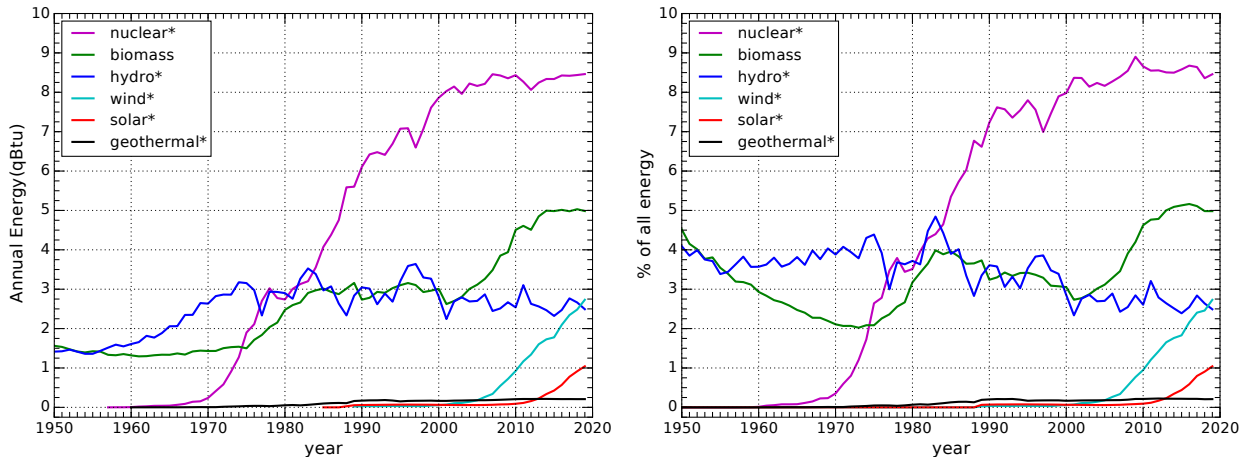 Annual Energy(qBtu)
10
9
8
7
6
5
4
3
2
1
0
nuclear*
biomass
hydro*
wind*
solar*
geothermal*
1950 1960 1970 1980 1990 2000 2010 2020
year
% of all energy
10
9
8
7
6
5
4
3
2
1
0
nuclear*
biomass
hydro*
wind*
solar*
geothermal*
1950 1960 1970 1980 1990 2000 2010 2020
year